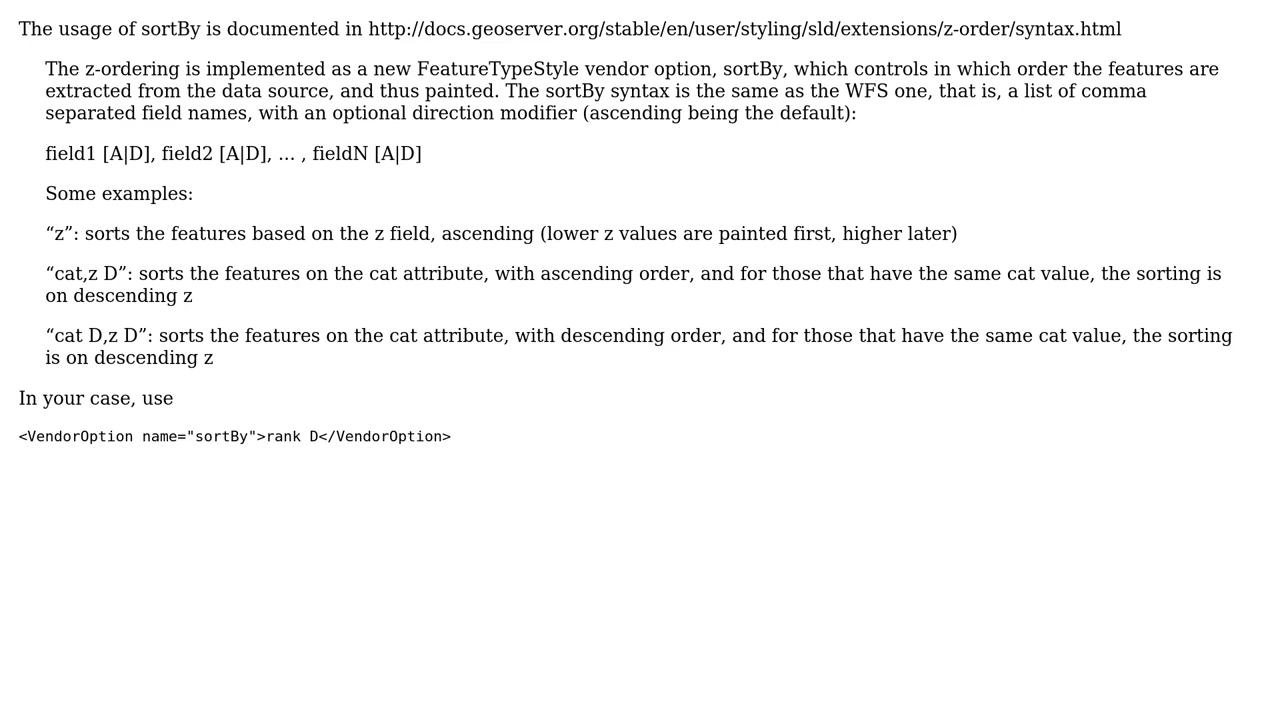 The usage of sortBy is documented in http://docs.geoserver.org/stable/en/user/styling/sld/extensions/z-order/syntax.html
The z-ordering is implemented as a new FeatureTypeStyle vendor option, sortBy, which controls in which order the features are
extracted from the data source, and thus painted. The sortBy syntax is the same as the WFS one, that is, a list of comma
separated field names, with an optional direction modifier (ascending being the default):
field1 [A|D], field2 [A|D], ... , fieldN [A|D]
Some examples:
“z”: sorts the features based on the z field, ascending (lower z values are painted first, higher later)
“cat,z D”: sorts the features on the cat attribute, with ascending order, and for those that have the same cat value, the sorting is
on descending z
“cat D,z D”: sorts the features on the cat attribute, with descending order, and for those that have the same cat value, the sorting
is on descending z
In your case, use
<VendorOption name="sortBy">rank D</VendorOption>